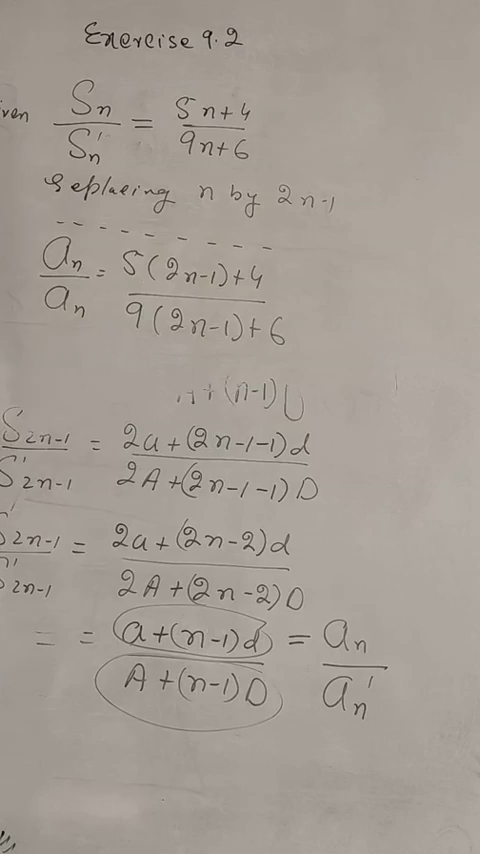 Exercise 9.2
iven Sn/S'n = 5n+4/9n+6
replacing n by 2n-1
an/an = 5(2n-1)+4/9(2n-1)+6
+(n-1)
S2n-1/S'2n-1 = 2a+(2n-1-1)d/2A+(2n-1-1)D
S2n-1/S'2n-1 = 2a+(2n-2)d/2A+(2n-2)D
= = a+(n-1)d/A+(n-1)D = an/a'n